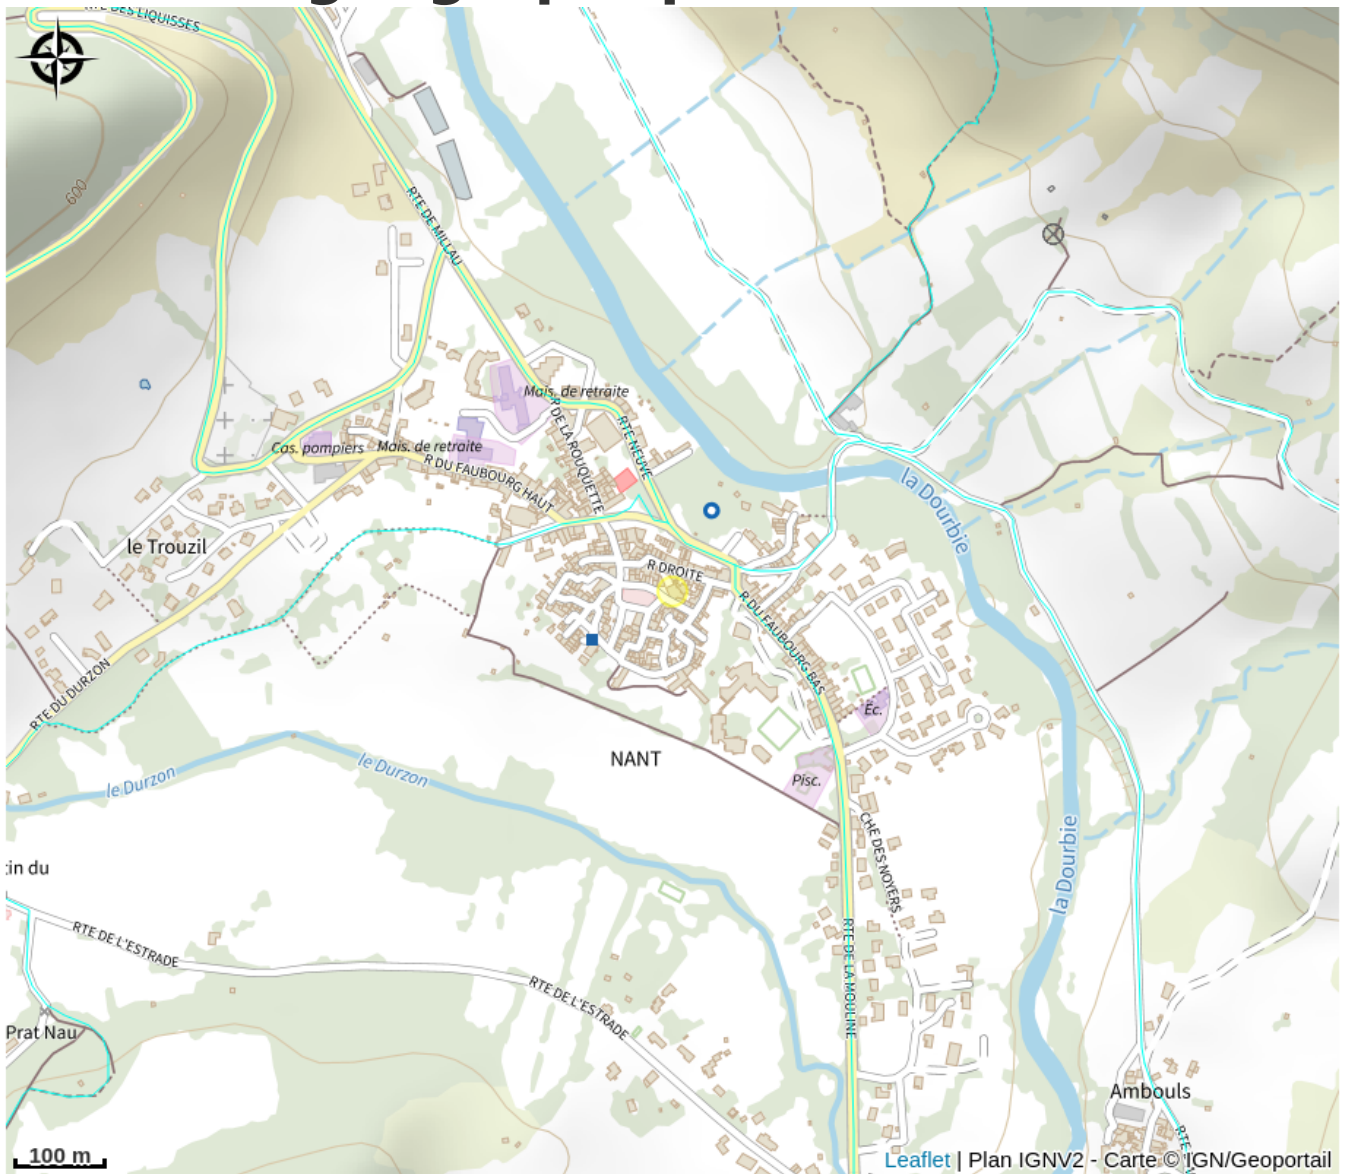 RTE DES LIQUISSES
600
RTE DE MILLAU
Mais. de retraite
R DE LA ROUQUETTE
RTE NEUVE
Cas. pompiers
Mais. de retraite
R DU FAUBOURG HAUT
la Dourbie
le Trouzil
R DROITE
R DU FAUBOURG BAS
RTE DU DURZON
Éc.
NANT
le Durzon
le Durzon
Pisc.
CHE DES NOYERS
la Dourbie
tin du
RTE DE L'ESTRADE
RTE DE L'ESTRADE
RTE DE LA MOULINE
Prat Nau
Ambouls
RTE
100 m
Leaflet | Plan IGNV2 - Carte © IGN/Geoportail